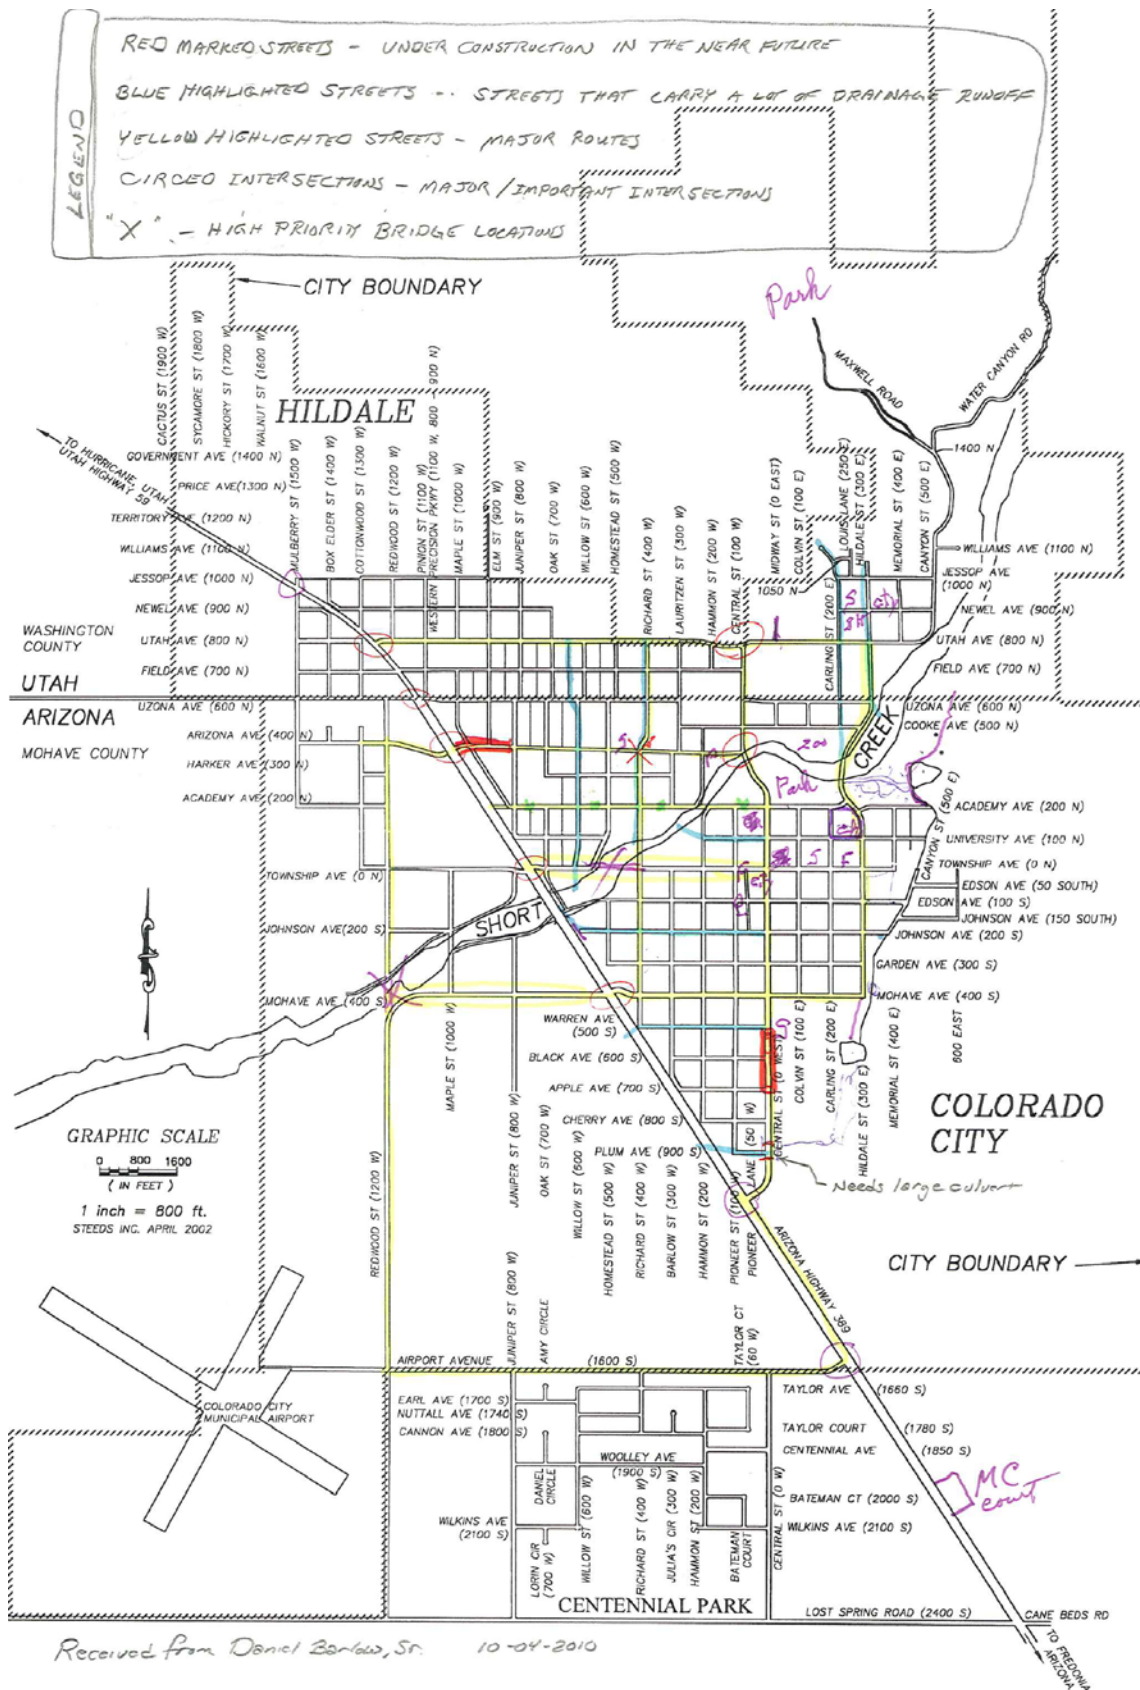 RED MARKED STREETS - UNDER CONSTRUCTION IN THE NEAR FUTURE
BLUE HIGHLIGHTED STREETS -- STREETS THAT CARRY A LOT OF DRAINAGE RUNOFF
YELLOW HIGHLIGHTED STREETS - MAJOR ROUTES
CIRCLED INTERSECTIONS - MAJOR/IMPORTANT INTERSECTIONS
"X" - HIGH PRIORITY BRIDGE LOCATIONS
LEGEND
CITY BOUNDARY
Park
MAXWELL ROAD
WATER CANYON RD
1400 N
HILDALE
CACTUS ST (1900 W)
SYCAMORE ST (1800 W)
HICKORY ST (1700 W)
WALNUT ST (1600 W)
MULBERRY ST (1500 W)
BOX ELDER ST (1400 W)
COTTONWOOD ST (1300 W)
REDWOOD ST (1200 W)
PINION ST (1100 W)
WESTERN PRECISION PKWY (1100 W, 800 - 900 N)
MAPLE ST (1000 W)
ELM ST (900 W)
JUNIPER ST (800 W)
OAK ST (700 W)
WILLOW ST (600 W)
HOMESTEAD ST (500 W)
RICHARD ST (400 W)
LAURITZEN ST (300 W)
HAMMON ST (200 W)
CENTRAL ST (100 W)
MIDWAY ST (0 EAST)
COLVIN ST (100 E)
CARLING ST (200 E)
LOUIS LANE (250 E)
HILDALE ST (300 E)
MEMORIAL ST (400 E)
CANYON ST (500 E)
TO HURRICANE, UTAH
UTAH HIGHWAY 59
GOVERNMENT AVE (1400 N)
PRICE AVE(1300 N)
TERRITORY AVE (1200 N)
WILLIAMS AVE (1100 N)
JESSOP AVE (1000 N)
NEWEL AVE (900 N)
UTAH AVE (800 N)
FIELD AVE (700 N)
UZONA AVE (600 N)
WASHINGTON
COUNTY
UTAH
ARIZONA
MOHAVE COUNTY
1050 N
WILLIAMS AVE (1100 N)
JESSOP AVE
(1000 N)
NEWEL AVE (900 N)
UTAH AVE (800 N)
FIELD AVE (700 N)
UZONA AVE (600 N)
COOKE AVE (500 N)
ARIZONA AVE (400 N)
HARKER AVE (300 N)
ACADEMY AVE (200 N)
S
Zoo
CREEK
Park
ACADEMY AVE (200 N)
UNIVERSITY AVE (100 N)
TOWNSHIP AVE (0 N)
CANYON ST (500 E)
EDSON AVE (50 SOUTH)
EDSON AVE (100 S)
JOHNSON AVE (150 SOUTH)
JOHNSON AVE (200 S)
GARDEN AVE (300 S)
MOHAVE AVE (400 S)
TOWNSHIP AVE (0 N)
S F
SHORT
JOHNSON AVE(200 S)
MOHAVE AVE (400 S)
WARREN AVE
(500 S)
BLACK AVE (600 S)
APPLE AVE (700 S)
CHERRY AVE (800 S)
PLUM AVE (900 S)
MAPLE ST (1000 W)
JUNIPER ST (800 W)
OAK ST (700 W)
WILLOW ST (600 W)
HOMESTEAD ST (500 W)
RICHARD ST (400 W)
BARLOW ST (300 W)
HAMMON ST (200 W)
PIONEER ST (100 W)
PIONEER LANE (50 W)
CENTRAL ST (0 WEST)
COLVIN ST (100 E)
CARLING ST (200 E)
HILDALE ST (300 E)
MEMORIAL ST (400 E)
600 EAST
COLORADO
CITY
Needs large culvert
GRAPHIC SCALE
0 800 1600
( IN FEET )
1 inch = 800 ft.
STEEDS INC. APRIL 2002
REDWOOD ST (1200 W)
ARIZONA HIGHWAY 389
CITY BOUNDARY
JUNIPER ST (800 W)
AMY CIRCLE
TAYLOR CT
(60 W)
AIRPORT AVENUE (1600 S)
COLORADO CITY
MUNICIPAL AIRPORT
EARL AVE (1700 S)
NUTTALL AVE (1740 S)
CANNON AVE (1800 S)
TAYLOR AVE (1660 S)
TAYLOR COURT (1780 S)
CENTENNIAL AVE (1850 S)
WOOLLEY AVE
(1900 S)
DANIEL
CIRCLE
WILLOW ST (600 W)
RICHARD ST (400 W)
JULIA'S CIR (300 W)
HAMMON ST (200 W)
BATEMAN
COURT
CENTRAL ST (0 W)
MC
court
BATEMAN CT (2000 S)
WILKINS AVE (2100 S)
WILKINS AVE
(2100 S)
LORIN CIR
(700 W)
CENTENNIAL PARK
LOST SPRING ROAD (2400 S)
CANE BEDS RD
TO FREDONIA
ARIZONA
Received from Daniel Barlow, Sr. 10-04-2010